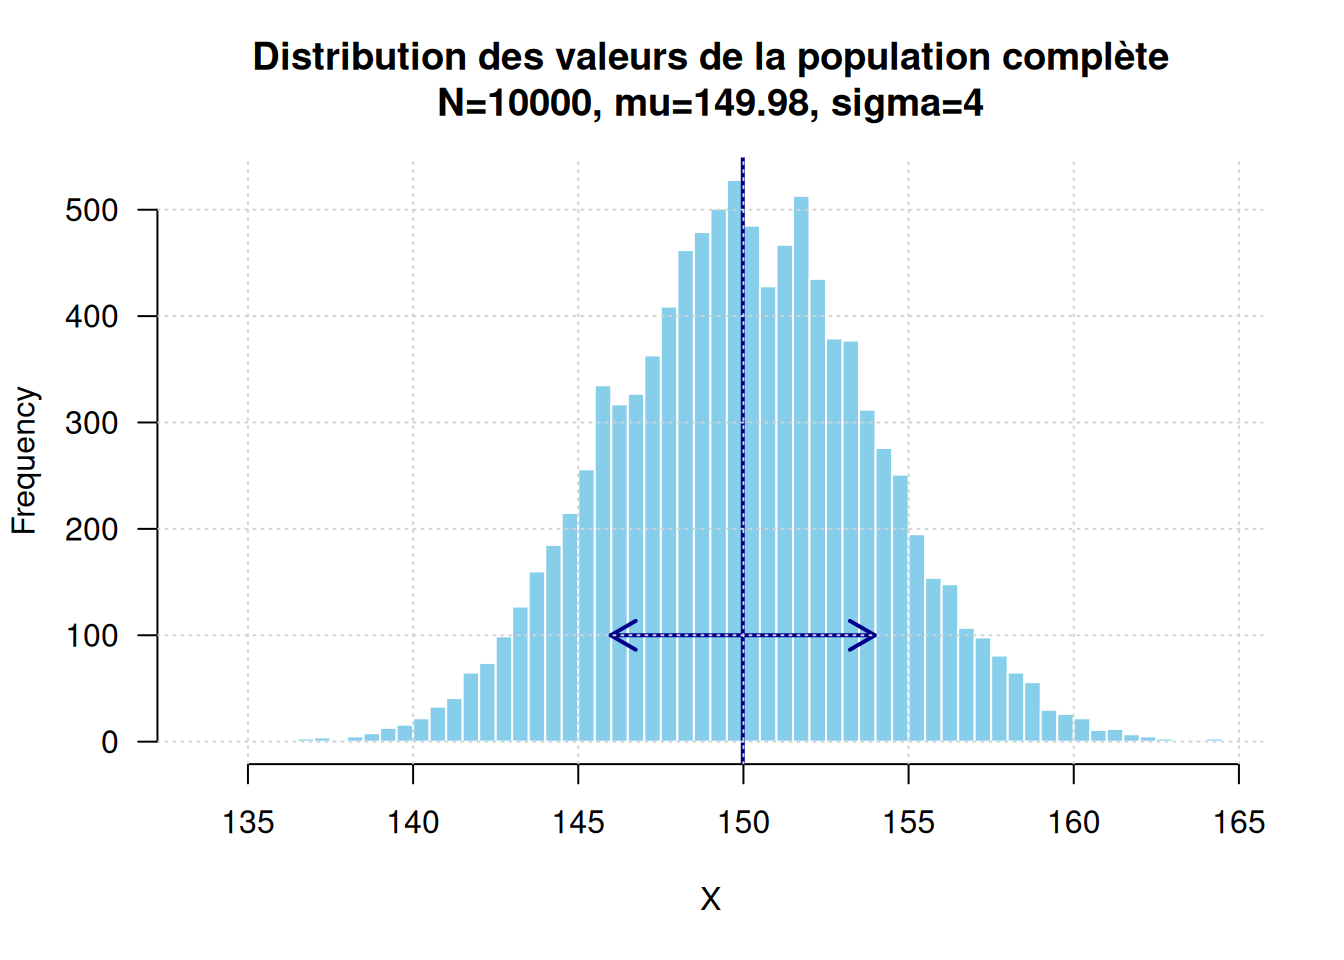 Distribution des valeurs de la population complète
N=10000, mu=149.98, sigma=4
Frequency
500
400
300
200
100
0
135 140 145 150 155 160 165
X